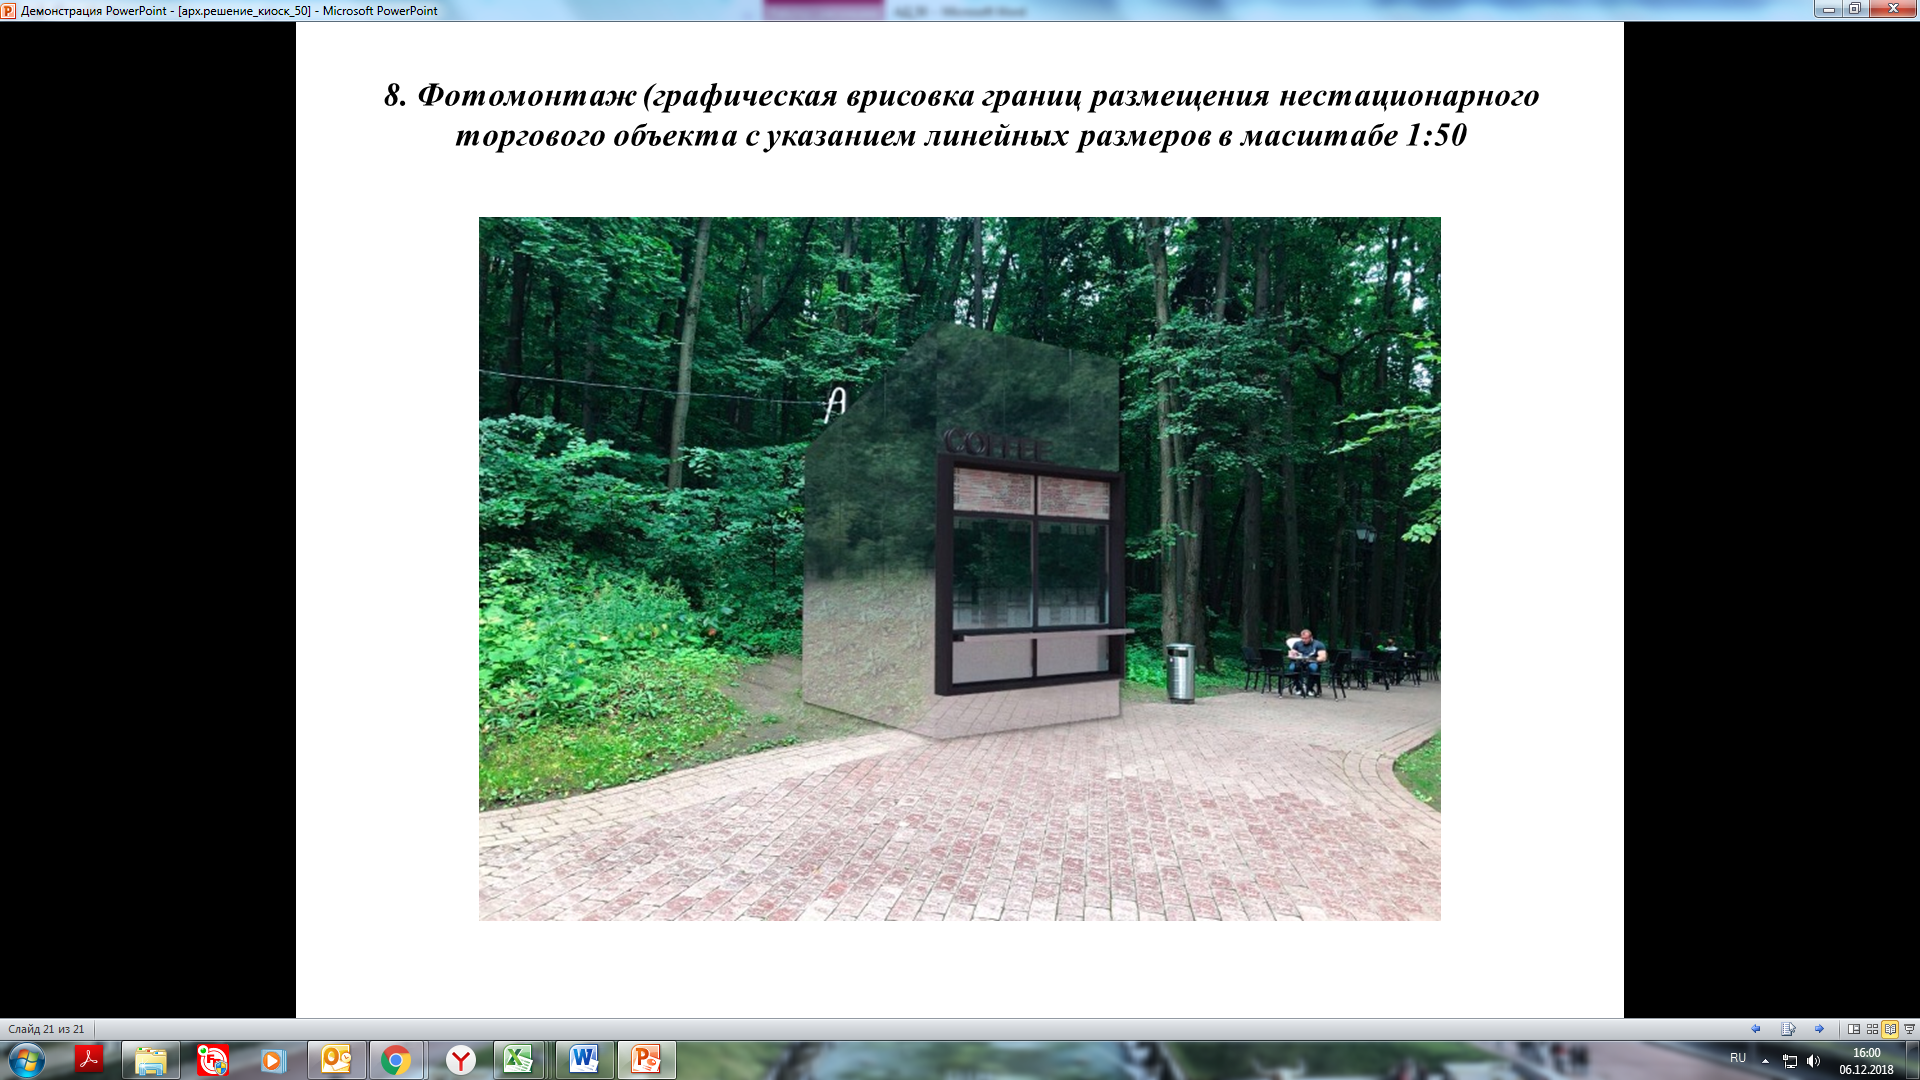 Демонстрация PowerPoint - [арх.решение_киоск_50] - Microsoft PowerPoint
8. Фотомонтаж (графическая врисовка границ размещения нестационарного
торгового объекта с указанием линейных размеров в масштабе 1:50
A
COFFEE
Слайд 21 из 21
RU
16:00
06.12.2018